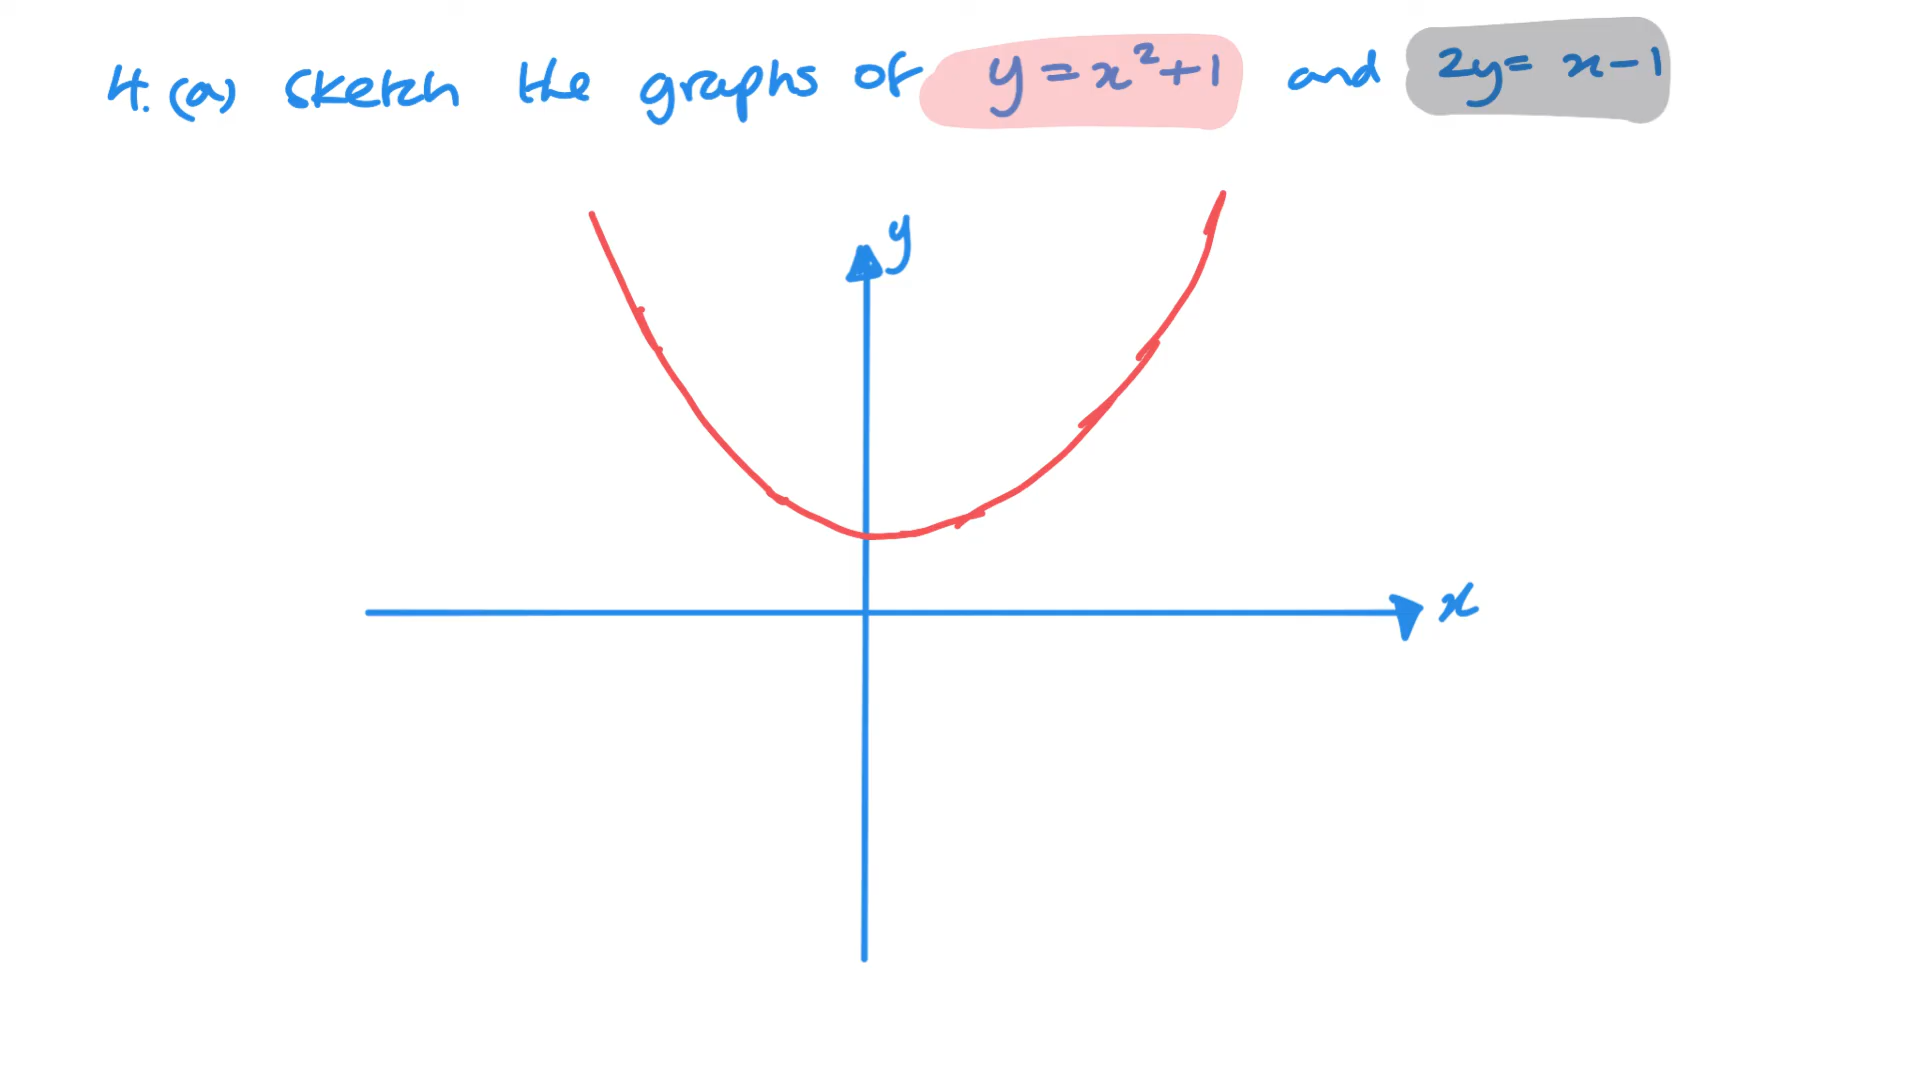 4. (a) Sketch the graphs of y = x²+1 and 2y = x-1
y
x